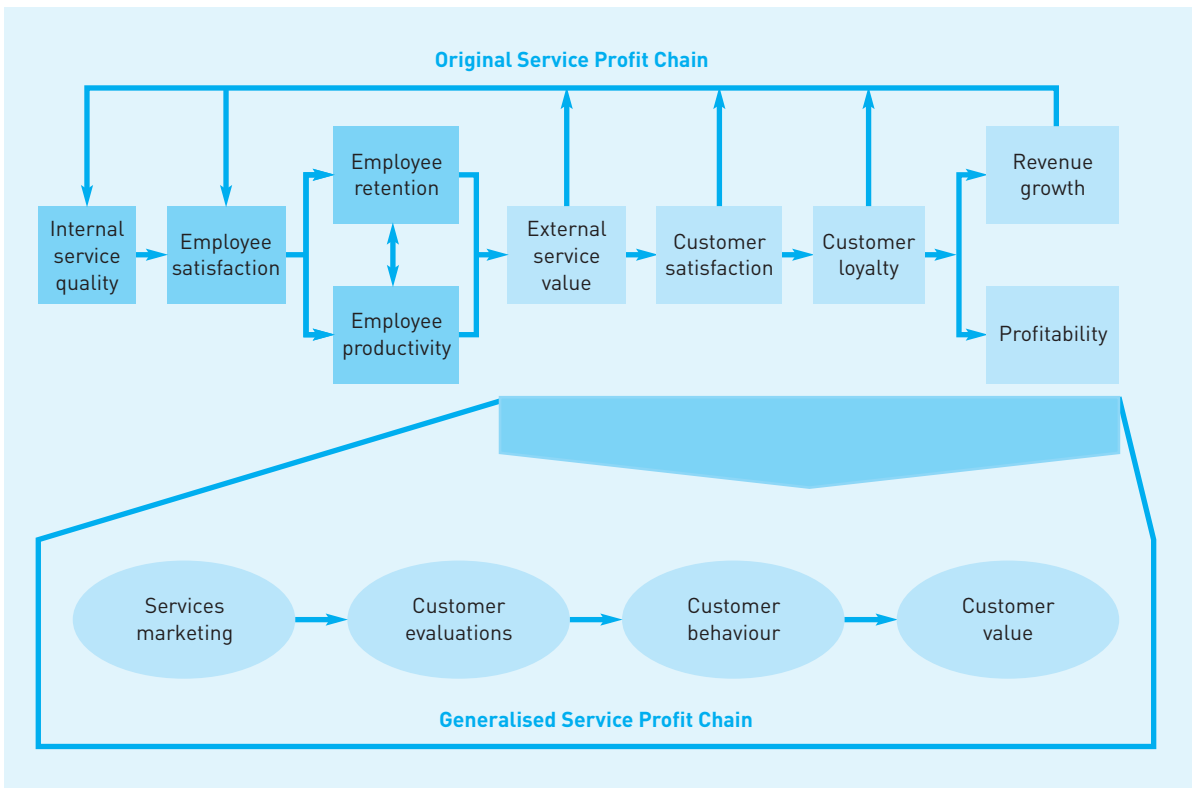 Original Service Profit Chain
Internal
service
quality
Employee
satisfaction
Employee
retention
Employee
productivity
External
service
value
Customer
satisfaction
Customer
loyalty
Revenue
growth
Profitability
Services
marketing
Customer
evaluations
Customer
behaviour
Customer
value
Generalised Service Profit Chain